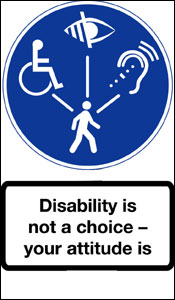 Disability is
not a choice –
your attitude is